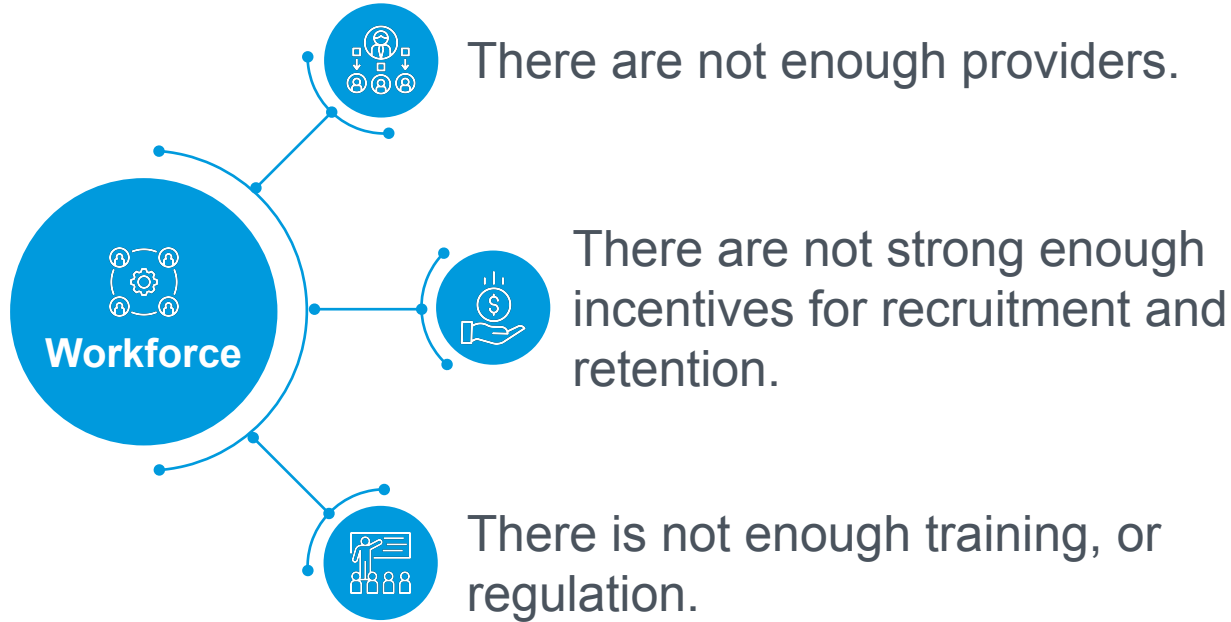 There are not enough providers.
Workforce
There are not strong enough
incentives for recruitment and
retention.
There is not enough training, or
regulation.